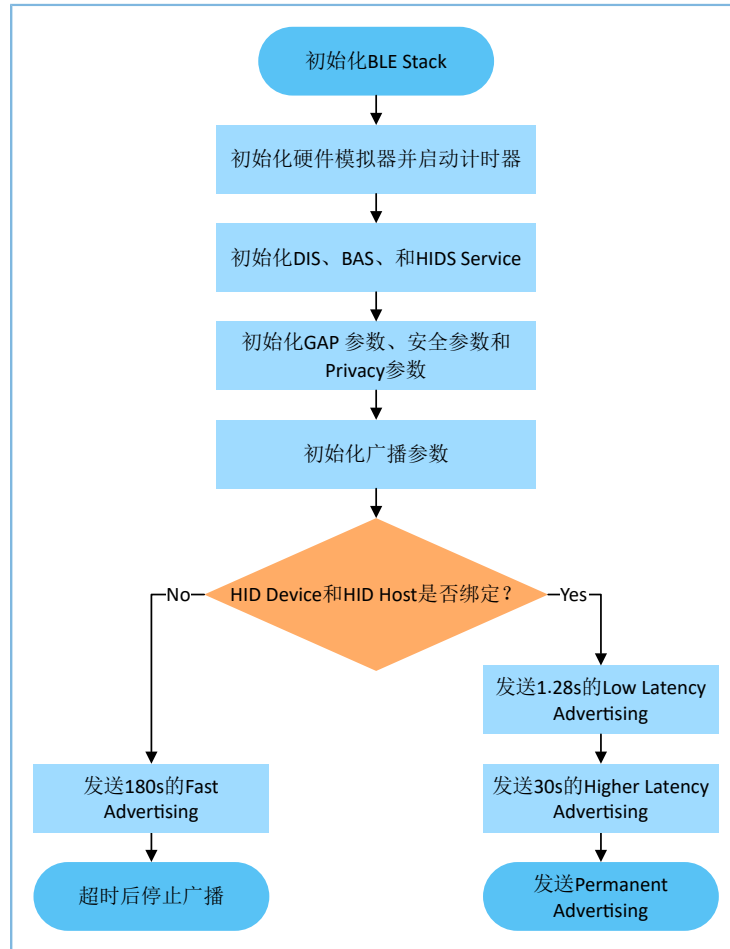 初始化BLE Stack
初始化硬件模拟器并启动计时器
初始化DIS、BAS、和HIDS Service
初始化GAP 参数、安全参数和
Privacy参数
初始化广播参数
HID Device和HID Host是否绑定？
No
Yes
发送1.28s的Low Latency
Advertising
发送180s的Fast
Advertising
发送30s的Higher Latency
Advertising
超时后停止广播
发送Permanent
Advertising